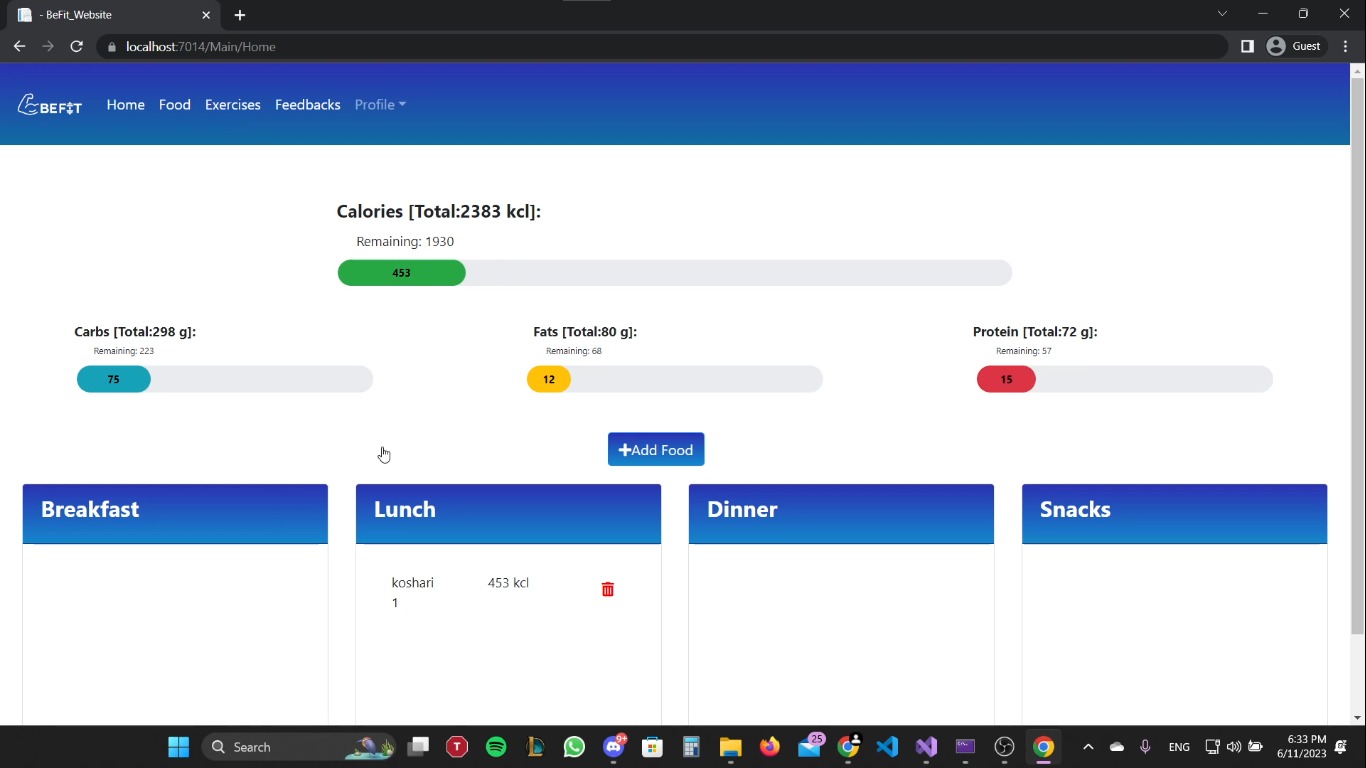 - BeFit_Website
localhost:7014/Main/Home
Guest
BEFIT
Home Food Exercises Feedbacks Profile
Calories [Total:2383 kcl]:
Remaining: 1930
453
Carbs [Total:298 g]: Fats [Total:80 g]: Protein [Total:72 g]:
Remaining: 223 Remaining: 68 Remaining: 57
75 12 15
+Add Food
Breakfast Lunch Dinner Snacks
koshari 453 kcl
1
Search
T
9+
25
ENG
6:33 PM
6/11/2023